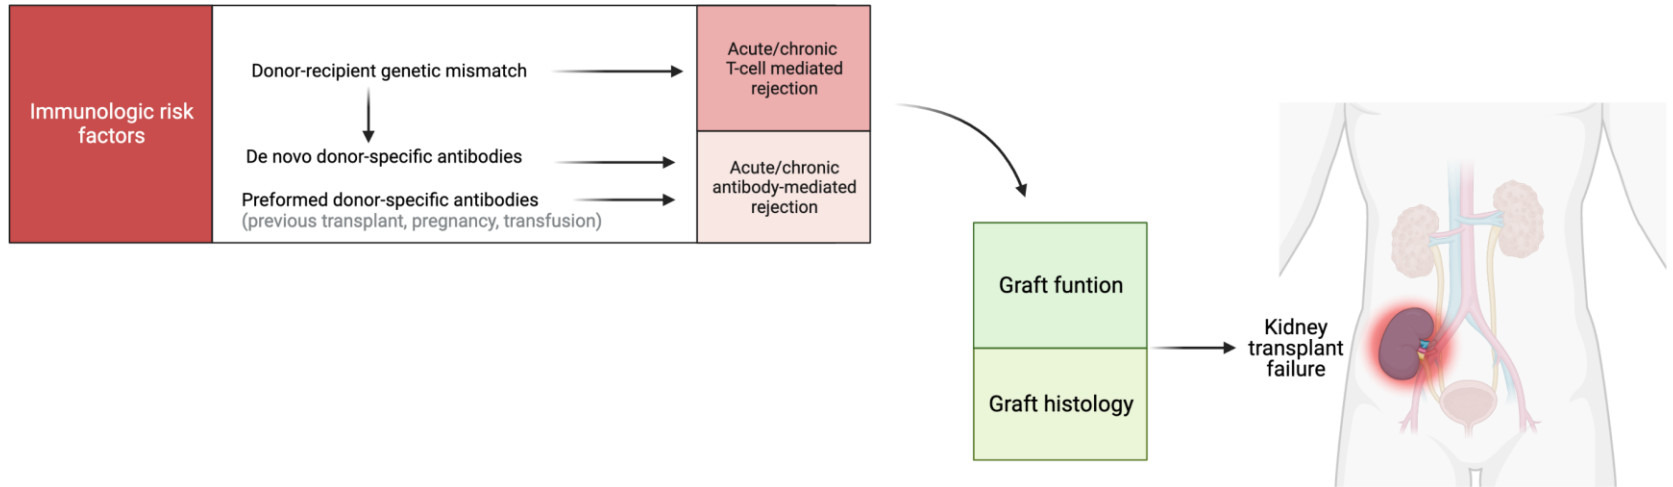 Immunologic risk
factors
Donor-recipient genetic mismatch
De novo donor-specific antibodies
Preformed donor-specific antibodies
(previous transplant, pregnancy, transfusion)
Acute/chronic
T-cell mediated
rejection
Acute/chronic
antibody-mediated
rejection
Graft funtion
Graft histology
Kidney
transplant
failure